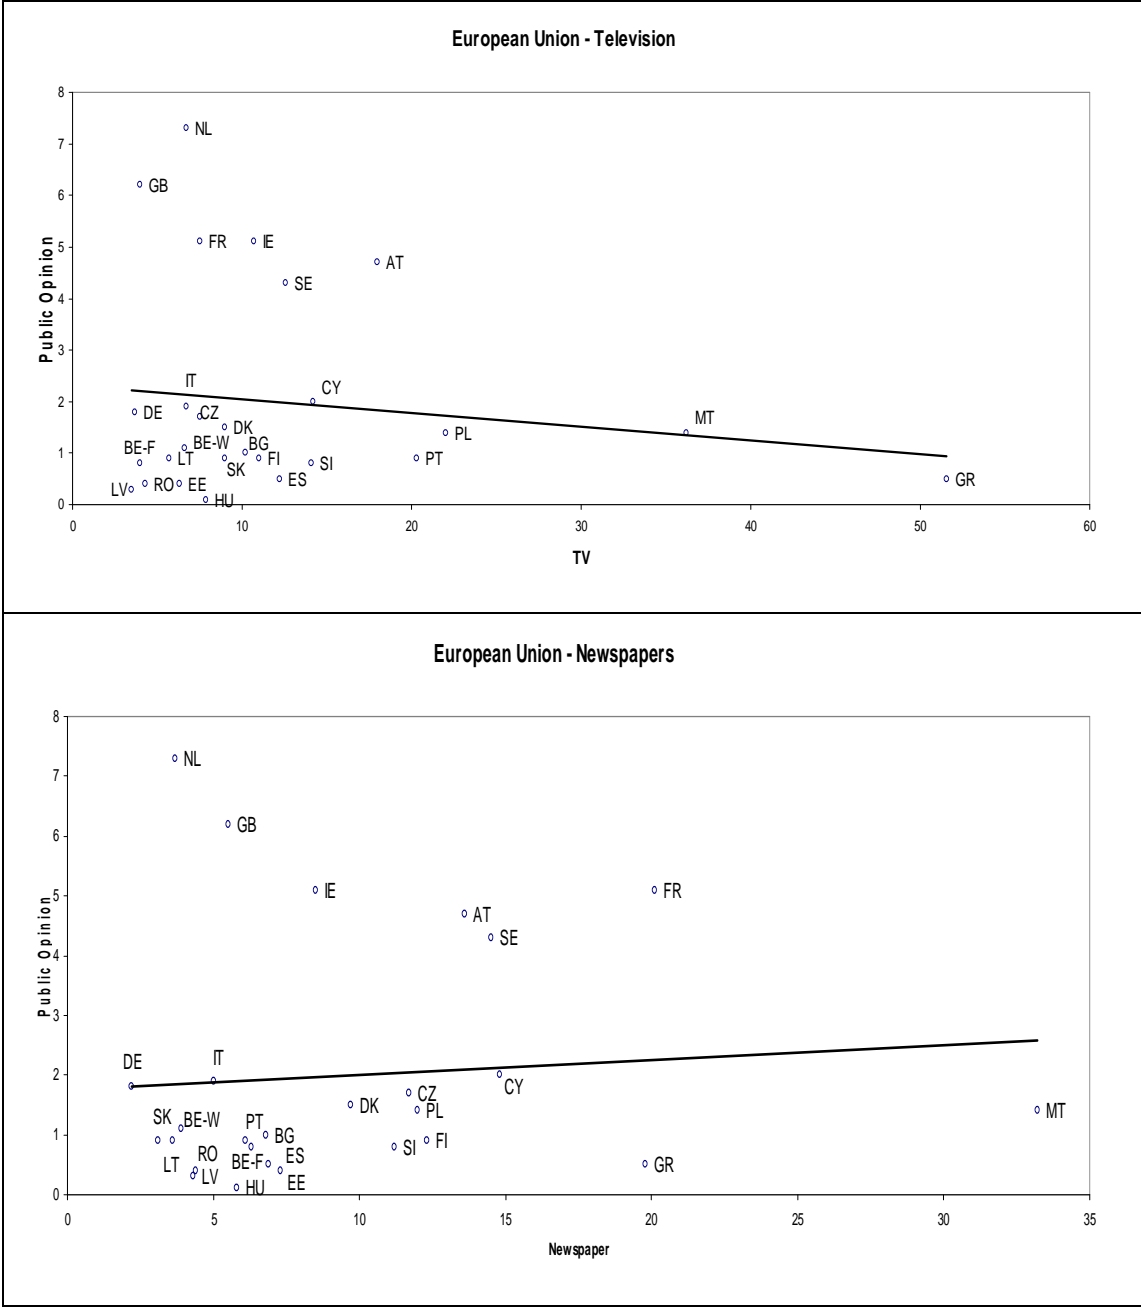 European Union - Television
8
7
6
5
4
3
2
1
0
Public Opinion
NL
GB
FR
IE
AT
SE
IT
CY
DE
CZ
DK
MT
PL
BE-F
BE-W
BG
LT
SK
FI
SI
PT
ES
GR
LV
RO
EE
HU
0 10 20 30 40 50 60
TV
European Union - Newspapers
8
7
6
5
4
3
2
1
0
Public Opinion
NL
GB
IE
FR
AT
SE
DE
IT
CZ
CY
DK
PL
MT
SK
BE-W
PT
BG
FI
SI
LT
RO
BE-F
ES
GR
LV
EE
HU
0 5 10 15 20 25 30 35
Newspaper